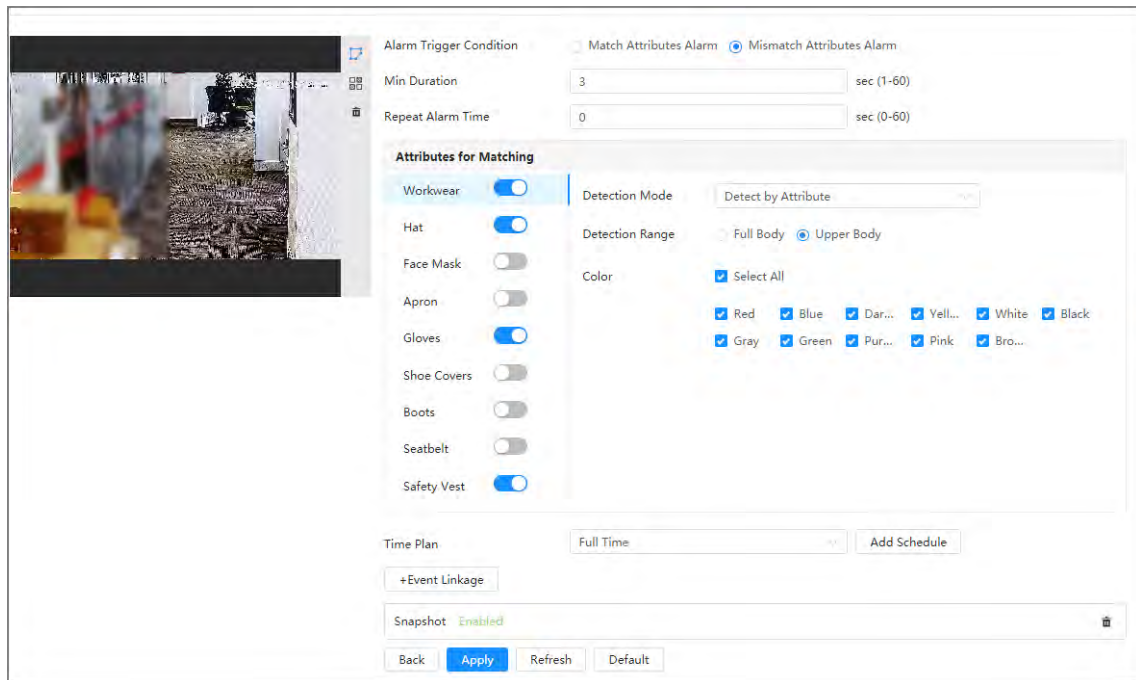 Alarm Trigger Condition Match Attributes Alarm Mismatch Attributes Alarm
Min Duration 3 sec (1-60)
Repeat Alarm Time 0 sec (0-60)
Attributes for Matching
Workwear Detection Mode Detect by Attribute
Hat Detection Range Full Body Upper Body
Face Mask Color Select All
Apron Red Blue Dar... Yell... White Black
Gloves Gray Green Pur... Pink Bro...
Shoe Covers
Boots
Seatbelt
Safety Vest
Time Plan Full Time Add Schedule
+Event Linkage
Snapshot Enabled
Back Apply Refresh Default